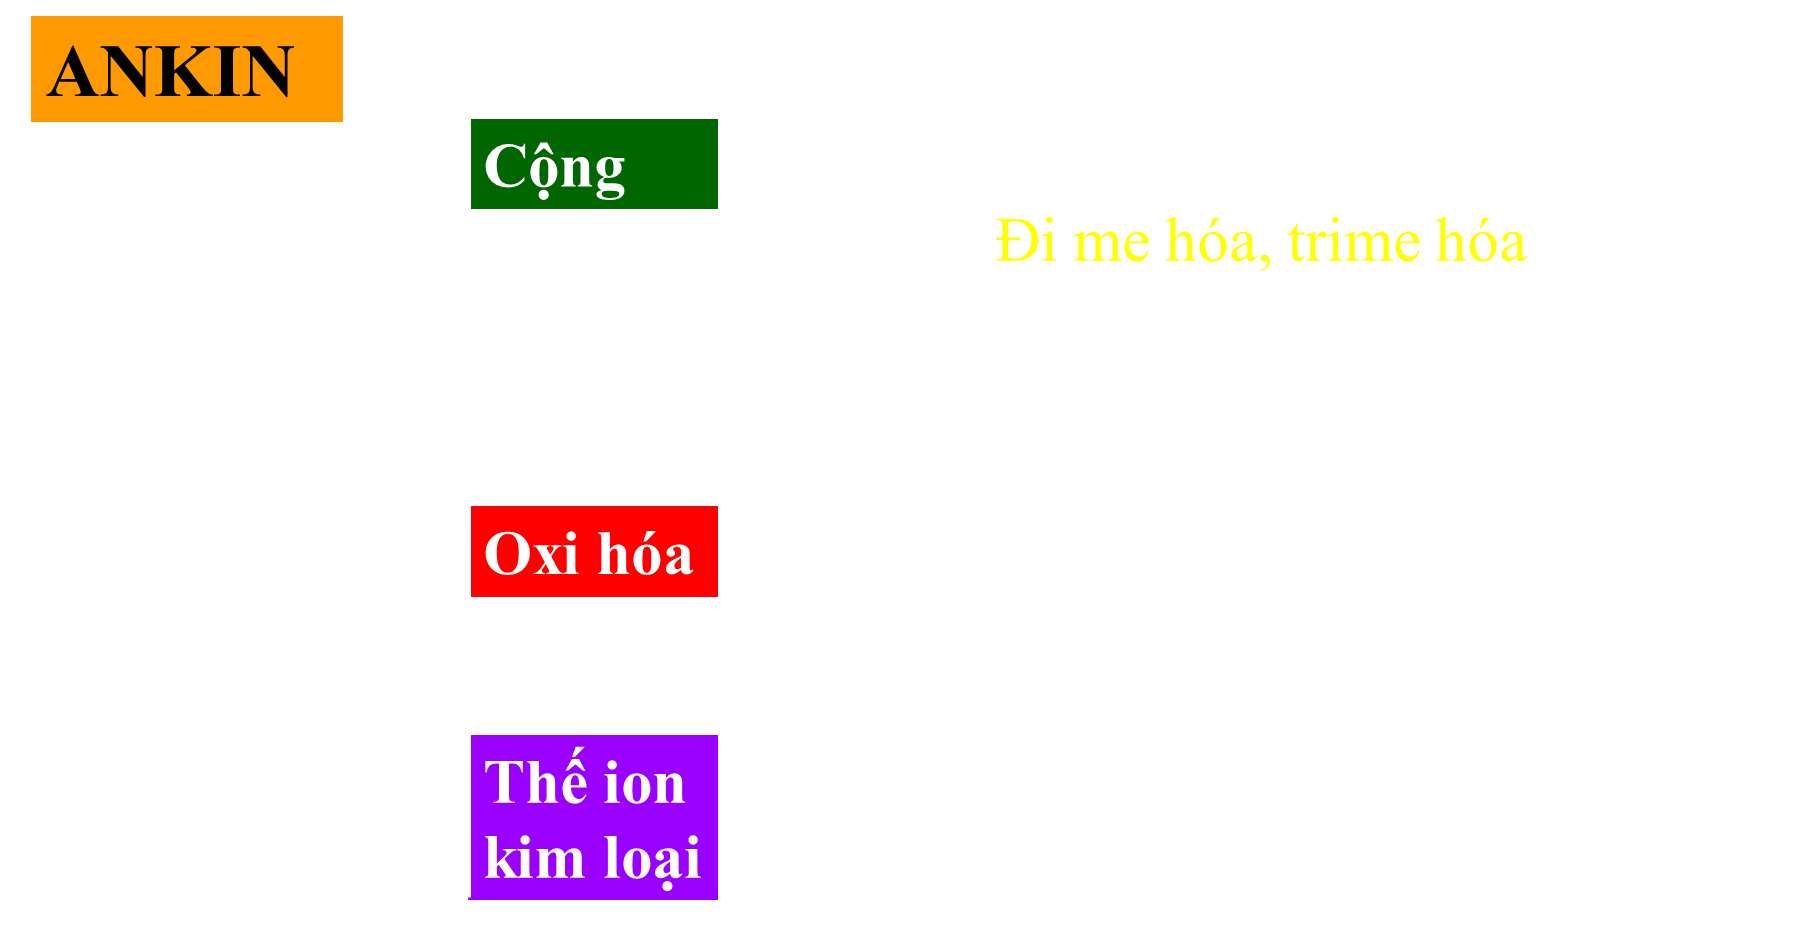 ANKIN
Cộng
Đi me hóa, trime hóa
Oxi hóa
Thế ion
kim loại